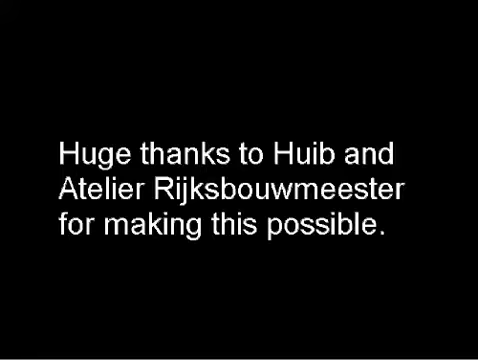 Huge thanks to Huib and
Atelier Rijksbouwmeester
for making this possible.